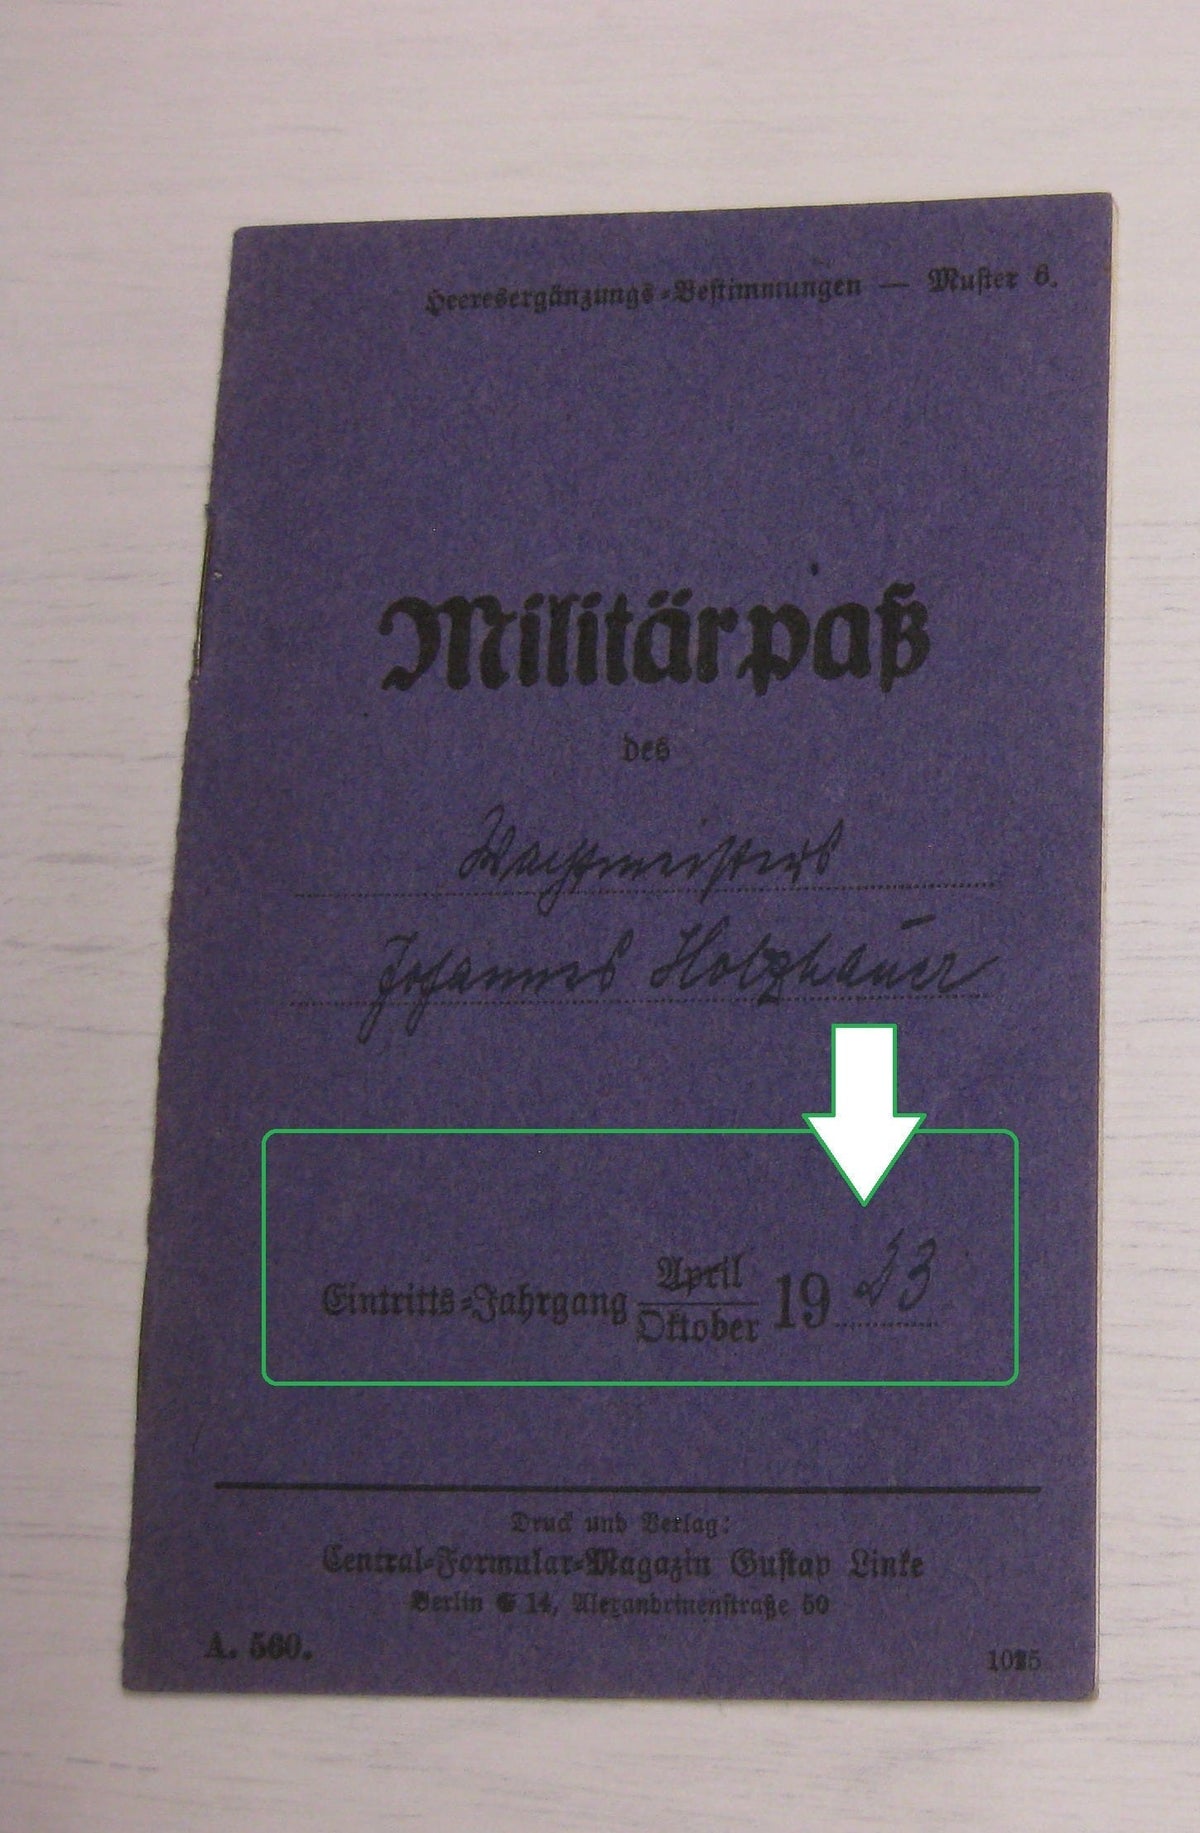 Heeresergänzungs-Bestimmungen — Muster 6.
Militärpaß
des
Wachtmeisters
Johannes Holzhauer
Eintritts-Jahrgang April
Oktober 19 23
Druck und Verlag:
Central-Formular-Magazin Gustav Linke
Berlin S 14, Alexandrinenstraße 50
A. 560.